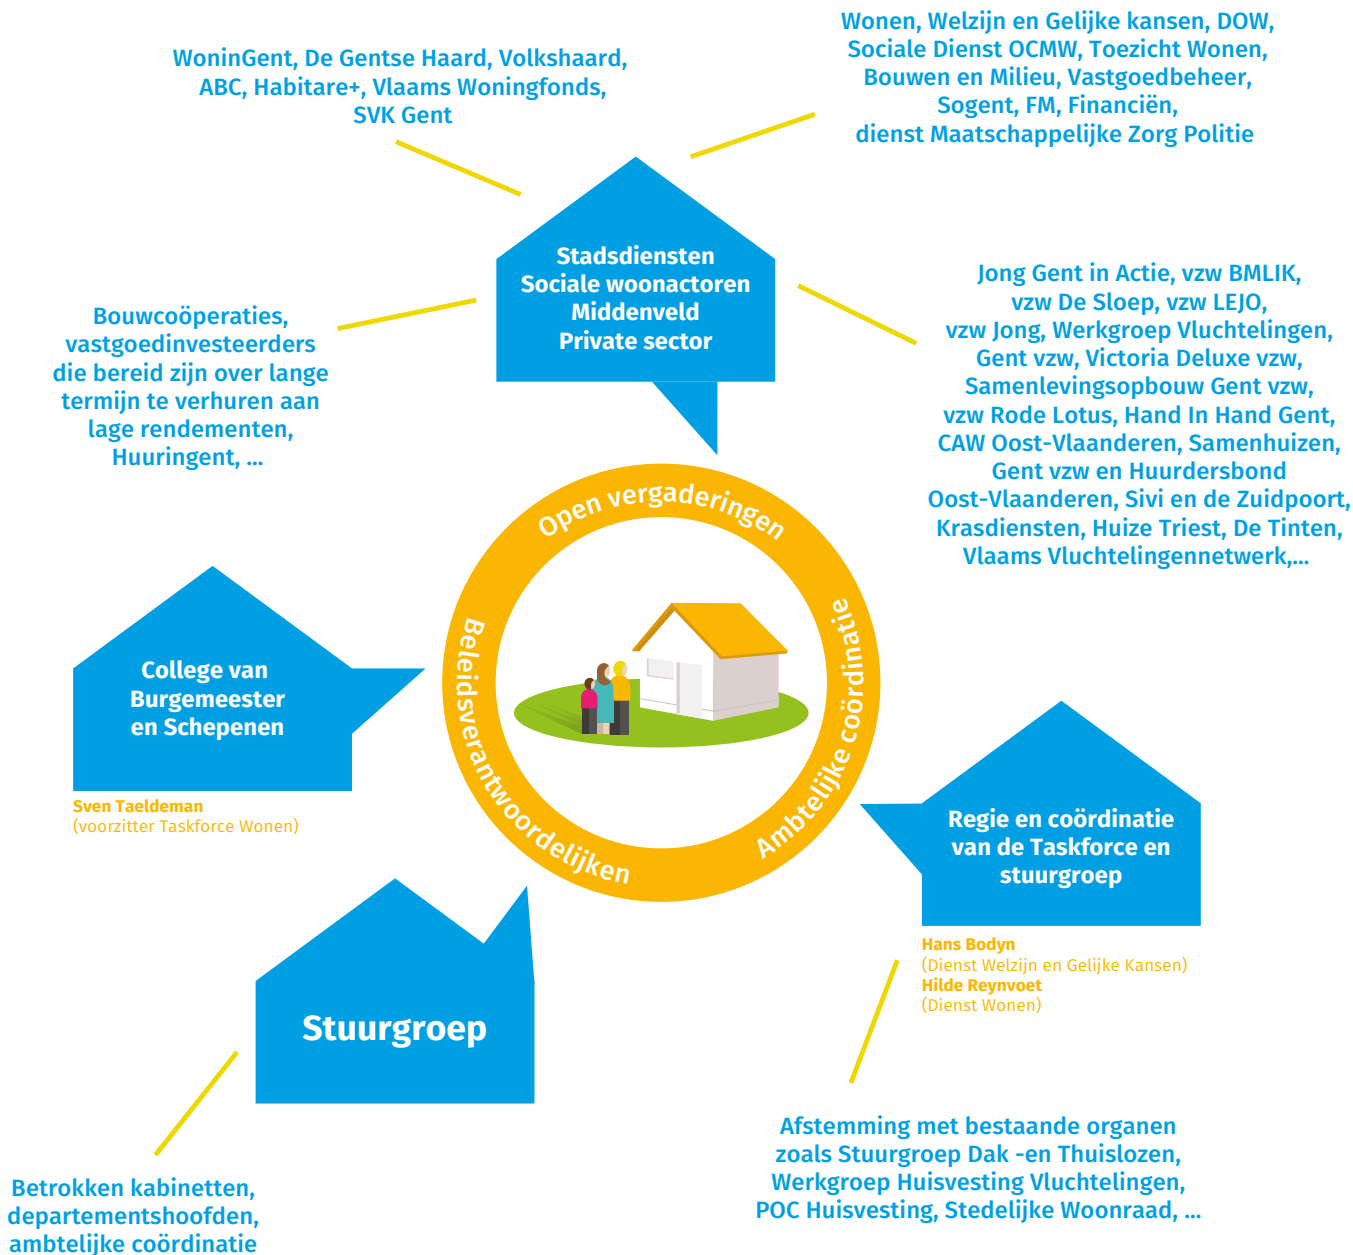 WoninGent, De Gentse Haard, Volkshaard,
ABC, Habitare+, Vlaams Woningfonds,
SVK Gent
Wonen, Welzijn en Gelijke kansen, DOW,
Sociale Dienst OCMW, Toezicht Wonen,
Bouwen en Milieu, Vastgoedbeheer,
Sogent, FM, Financiën,
dienst Maatschappelijke Zorg Politie
Stadsdiensten
Sociale woonactoren
Middenveld
Private sector
Bouwcoöperaties,
vastgoedinvesteerders
die bereid zijn over lange
termijn te verhuren aan
lage rendementen,
Huuringent, ...
Jong Gent in Actie, vzw BMLIK,
vzw De Sloep, vzw LEJO,
vzw Jong, Werkgroep Vluchtelingen,
Gent vzw, Victoria Deluxe vzw,
Samenlevingsopbouw Gent vzw,
vzw Rode Lotus, Hand In Hand Gent,
CAW Oost-Vlaanderen, Samenhuizen,
Gent vzw en Huurdersbond
Oost-Vlaanderen, Sivi en de Zuidpoort,
Krasdiensten, Huize Triest, De Tinten,
Vlaams Vluchtelingennetwerk,...
Open vergaderingen
Beleidsverantwoordelijken
Ambtelijke coördinatie
College van
Burgemeester
en Schepenen
Sven Taeldeman
(voorzitter Taskforce Wonen)
Regie en coördinatie
van de Taskforce en
stuurgroep
Hans Bodyn
(Dienst Welzijn en Gelijke Kansen)
Hilde Reynvoet
(Dienst Wonen)
Stuurgroep
Betrokken kabinetten,
departementshoofden,
ambtelijke coördinatie
Afstemming met bestaande organen
zoals Stuurgroep Dak -en Thuislozen,
Werkgroep Huisvesting Vluchtelingen,
POC Huisvesting, Stedelijke Woonraad, ...